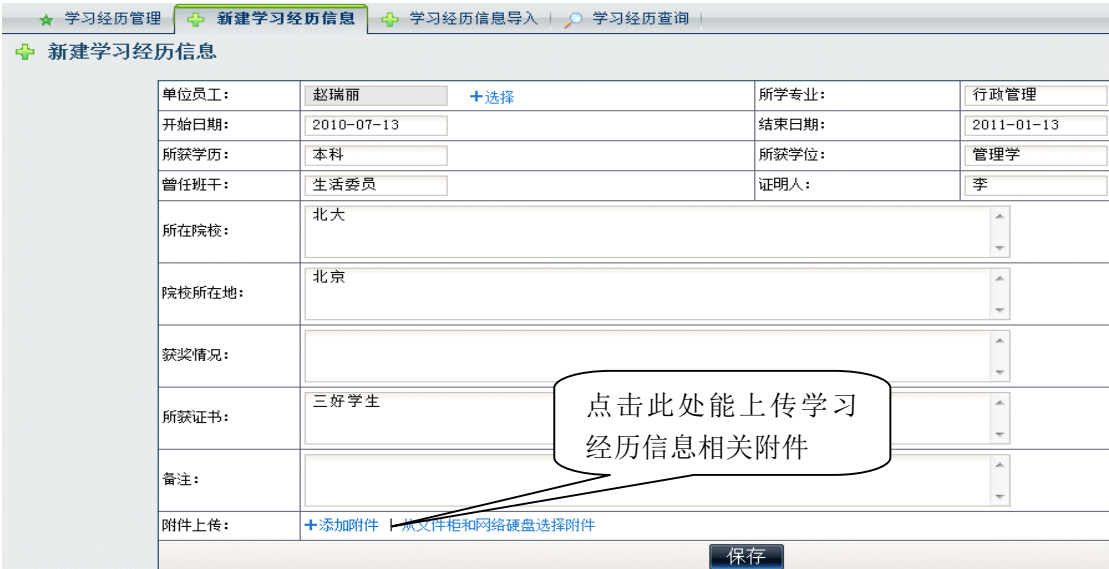 学习经历管理 新建学习经历信息 学习经历信息导入 学习经历查询
新建学习经历信息
单位员工： 赵瑞丽 +选择 所学专业： 行政管理
开始日期： 2010-07-13 结束日期： 2011-01-13
所获学历： 本科 所获学位： 管理学
曾任班干： 生活委员 证明人： 李
所在院校： 北大
院校所在地： 北京
获奖情况：
所获证书： 三好学生
点击此处能上传学习
经历信息相关附件
备注：
附件上传： +添加附件 | 从文件柜和网络硬盘选择附件
保存